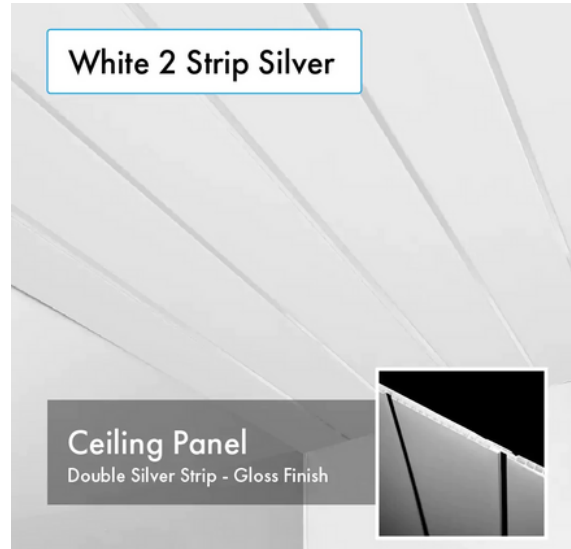 White 2 Strip Silver
Ceiling Panel
Double Silver Strip - Gloss Finish